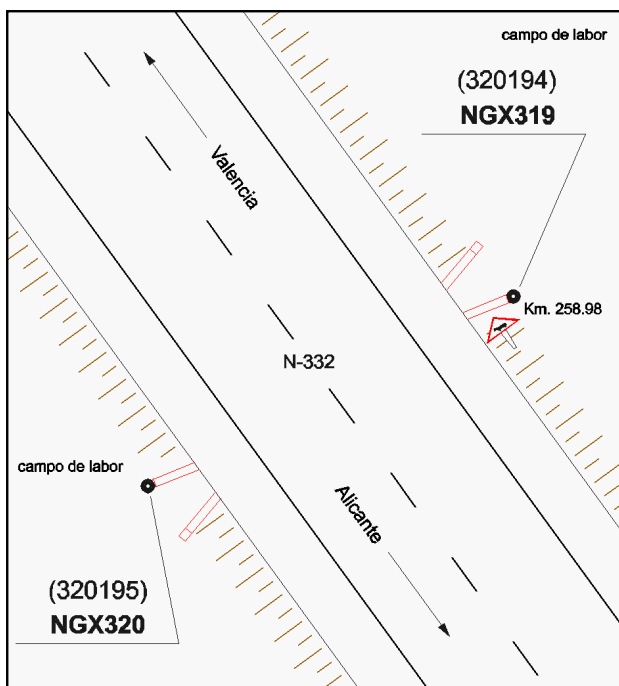 campo de labor
(320194)
NGX319
Valencia
Km. 258.98
N-332
campo de labor
Alicante
(320195)
NGX320